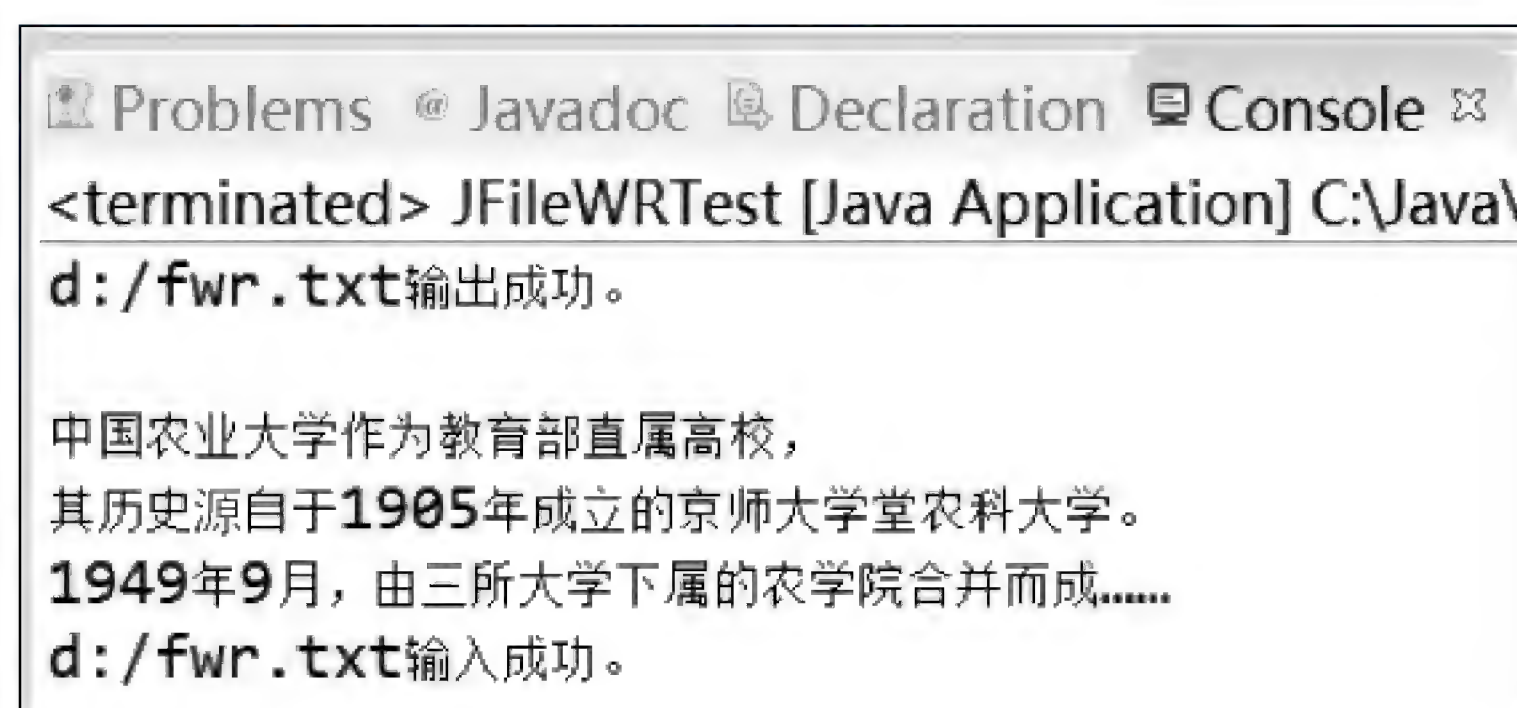 Problems @ Javadoc Declaration Console
<terminated> JFileWRTest [Java Application] C:\Java\
d:/fwr.txt输出成功。
中国农业大学作为教育部直属高校，
其历史源自于1905年成立的京师大学堂农科大学。
1949年9月，由三所大学下属的农学院合并而成……
d:/fwr.txt输入成功。